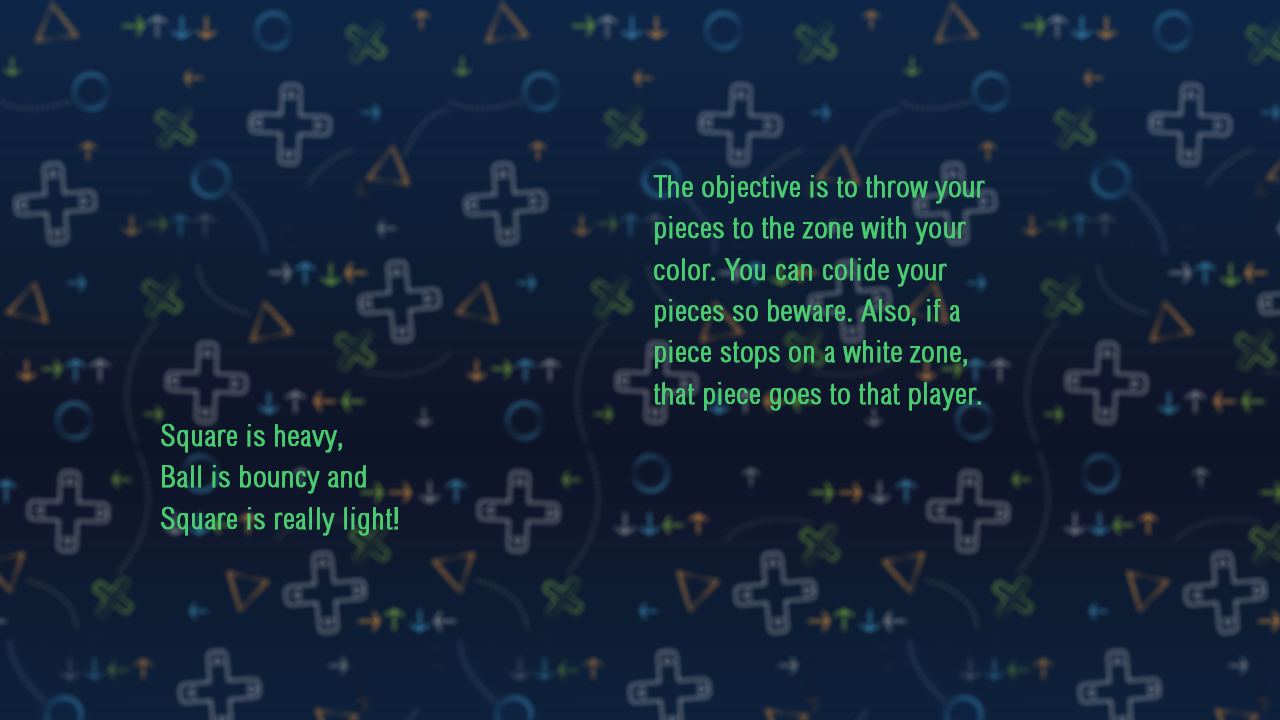 The objective is to throw your
pieces to the zone with your
color. You can colide your
pieces so beware. Also, if a
piece stops on a white zone,
that piece goes to that player.
Square is heavy,
Ball is bouncy and
Square is really light!